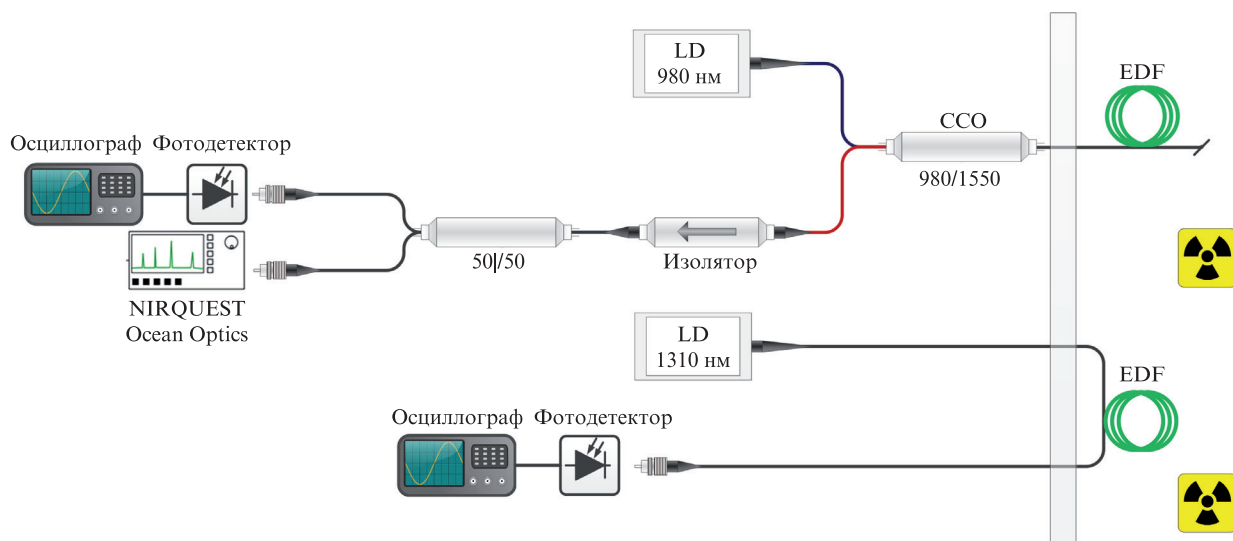 LD
980 нм
EDF
ССО
980/1550
Осциллограф Фотодетектор
50|/50
Изолятор
NIRQUEST
Ocean Optics
LD
1310 нм
EDF
Осциллограф Фотодетектор